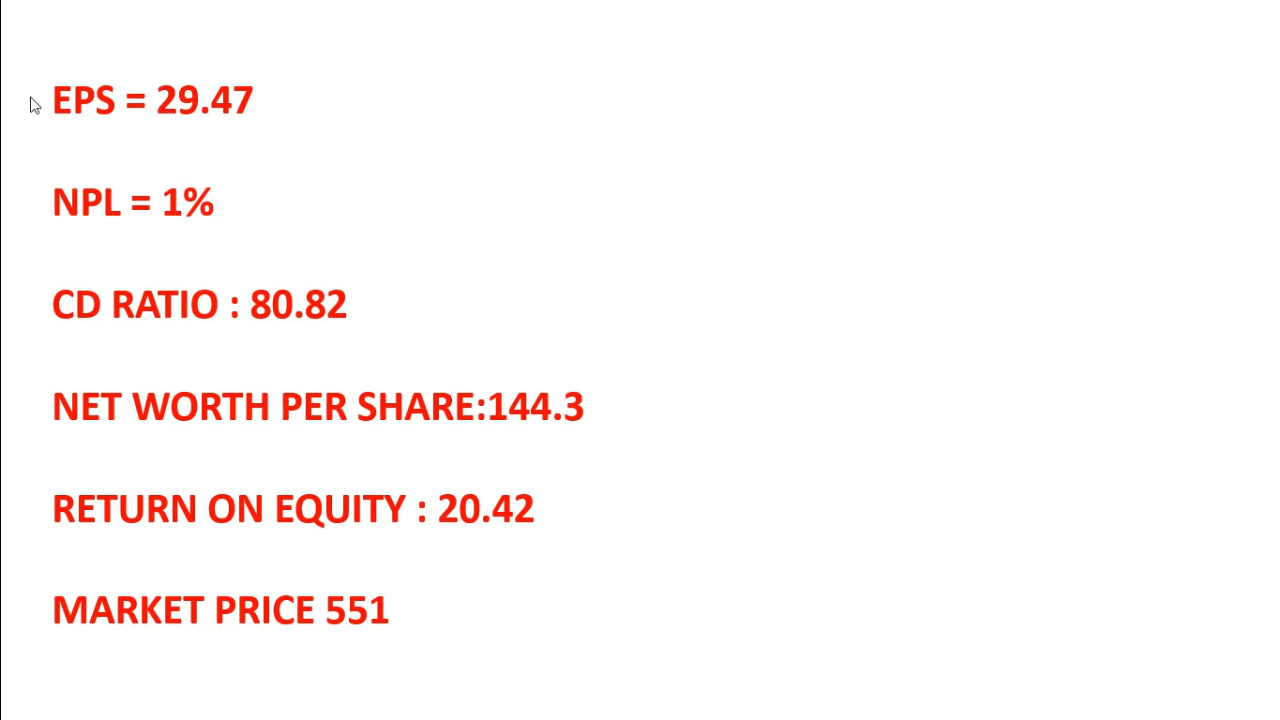 EPS = 29.47
NPL = 1%
CD RATIO : 80.82
NET WORTH PER SHARE:144.3
RETURN ON EQUITY : 20.42
MARKET PRICE 551